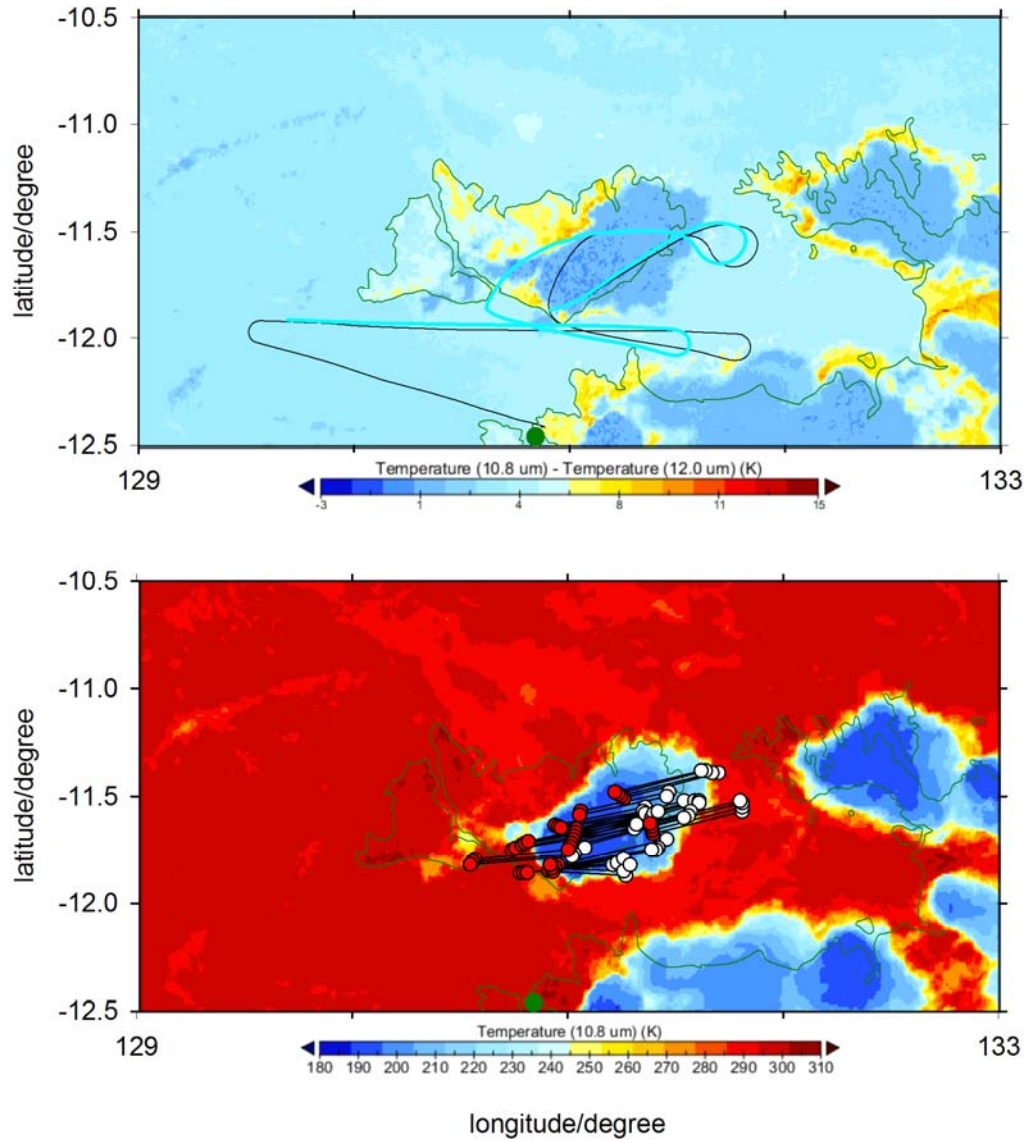 -10.5
-11.0
-11.5
-12.0
-12.5
latitude/degree
129
133
Temperature (10.8 um) - Temperature (12.0 um) (K)
-3 1 4 8 11 15
-10.5
-11.0
-11.5
-12.0
-12.5
latitude/degree
129
133
Temperature (10.8 um) (K)
180 190 200 210 220 230 240 250 260 270 280 290 300 310
longitude/degree